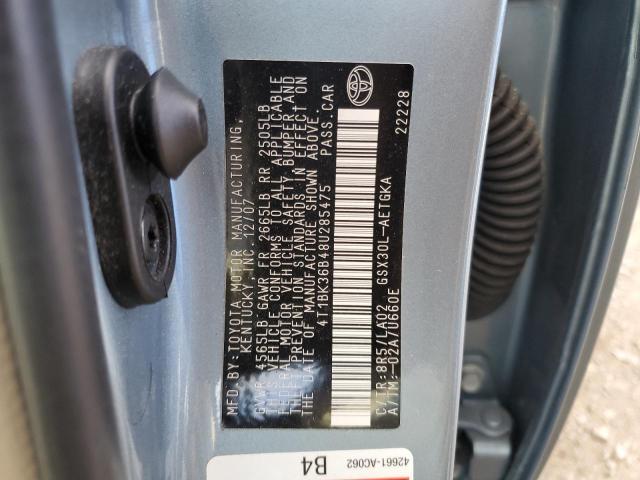 MFD.BY:TOYOTA MOTOR MANUFACTURING,
KENTUCKY, INC. 12/07
GVWR 4565LB GAWR FR 2665LB RR 2505LB
THIS VEHICLE CONFORMS TO ALL APPLICABLE
FEDERAL MOTOR VEHICLE SAFETY, BUMPER, AND
THEFT PREVENTION STANDARDS IN EFFECT ON
THE DATE OF MANUFACTURE SHOWN ABOVE.
4T1BK36B48U285475 PASS.CAR
C/TR:8R5/LA02 GSX30L-AETGKA
A/TM:-02A/U660E 22228
TOYOTA
42661-AC062
B4